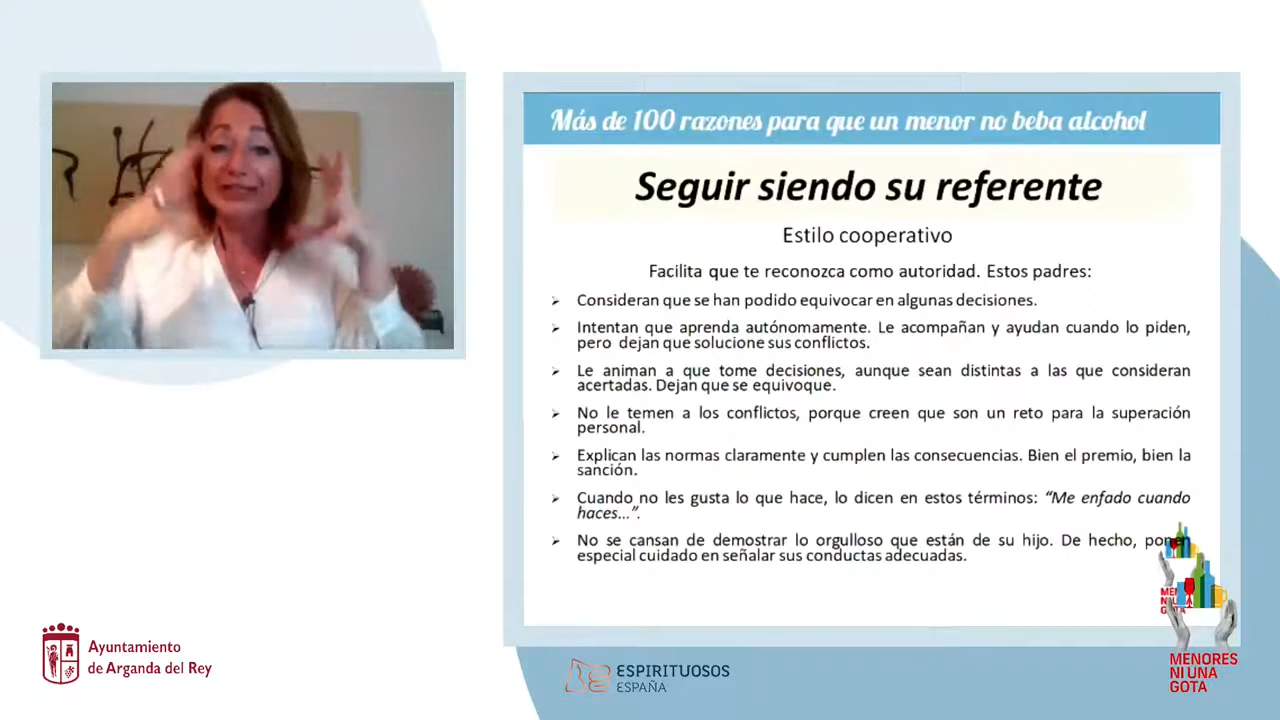 Más de 100 razones para que un menor no beba alcohol
Seguir siendo su referente
Estilo cooperativo
Facilita que te reconozca como autoridad. Estos padres:
Consideran que se han podido equivocar en algunas decisiones.
Intentan que aprenda autónomamente. Le acompañan y ayudan cuando lo piden,
pero dejan que solucione sus conflictos.
Le animan a que tome decisiones, aunque sean distintas a las que consideran
acertadas. Dejan que se equivoque.
No le temen a los conflictos, porque creen que son un reto para la superación
personal.
Explican las normas claramente y cumplen las consecuencias. Bien el premio, bien la
sanción.
Cuando no les gusta lo que hace, lo dicen en estos términos: “Me enfado cuando
haces...”.
No se cansan de demostrar lo orgulloso que están de su hijo. De hecho, ponen
especial cuidado en señalar sus conductas adecuadas.
Ayuntamiento
de Arganda del Rey
ESPIRITUOSOS
ESPAÑA
MENORES
NI UNA
GOTA